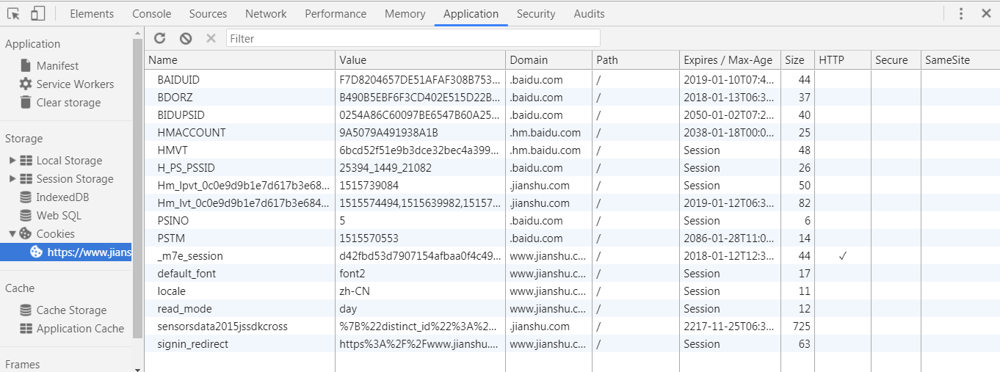 Elements Console Sources Network Performance Memory Application Security Audits
Application
Manifest
Service Workers
Clear storage
Storage
Local Storage
Session Storage
IndexedDB
Web SQL
Cookies
https://www.jians
Cache
Cache Storage
Application Cache
Frames
Filter
Name Value Domain Path Expires / Max-Age Size HTTP Secure SameSite
BAIDUID F7D8204657DE51AFAF308B753... .baidu.com / 2019-01-10T07:4... 44
BDORZ B490B5EBF6F3CD402E515D22B... .baidu.com / 2018-01-13T06:3... 37
BIDUPSID 0254A86C60097BE6547B60A25... .baidu.com / 2050-01-02T07:2... 40
HMACCOUNT 9A5079A491938A1B .hm.baidu.com / 2038-01-18T00:0... 25
HMVT 6bcd52f51e9b3dce32bec4a399... .hm.baidu.com / Session 48
H_PS_PSSID 25394_1449_21082 .baidu.com / Session 26
Hm_lpvt_0c0e9d9b1e7d617b3e68... 1515739084 .jianshu.com / Session 50
Hm_lvt_0c0e9d9b1e7d617b3e684... 1515574494,1515639982,15157... .jianshu.com / 2019-01-12T06:3... 82
PSINO 5 .baidu.com / Session 6
PSTM 1515570553 .baidu.com / 2086-01-28T11:0... 14
_m7e_session d42fbd53d7907154afbaa0f4c49... www.jianshu.c... / 2018-01-12T12:3... 44 ✓
default_font font2 www.jianshu.c... / Session 17
locale zh-CN www.jianshu.c... / Session 11
read_mode day www.jianshu.c... / Session 12
sensorsdata2015jssdkcross %7B%22distinct_id%22%3A%2... .jianshu.com / 2217-11-25T06:3... 725
signin_redirect https%3A%2F%2Fwww.jianshu.... www.jianshu.c... / Session 63